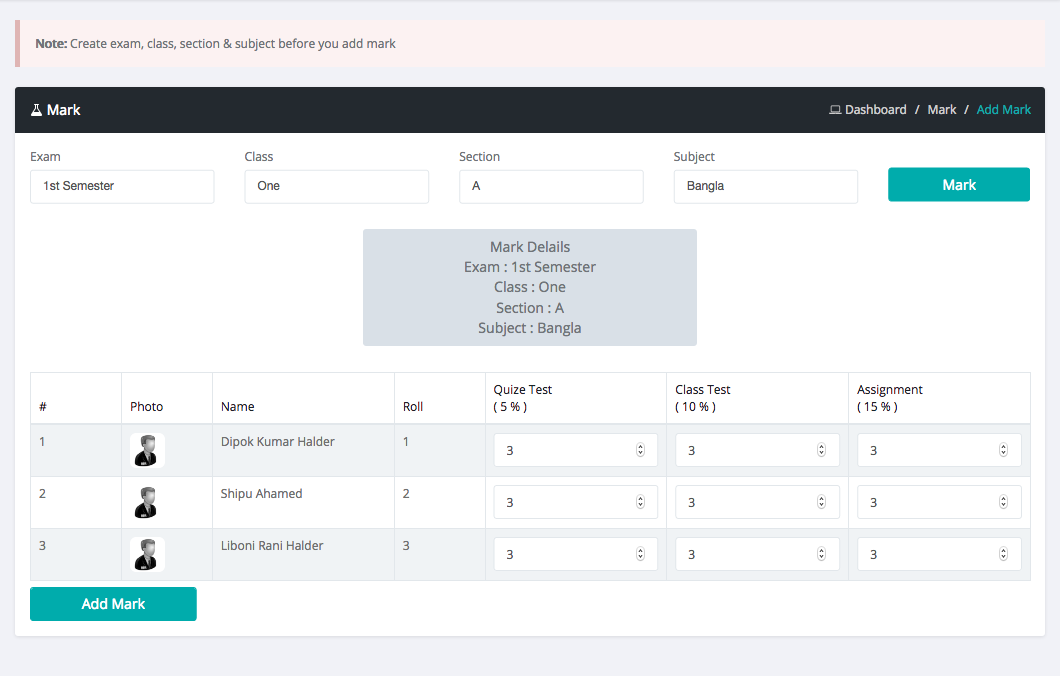 Note: Create exam, class, section & subject before you add mark
Mark
Dashboard / Mark / Add Mark
Exam Class Section Subject
1st Semester One A Bangla Mark
Mark Delails
Exam : 1st Semester
Class : One
Section : A
Subject : Bangla
# Photo Name Roll Quize Test ( 5 % ) Class Test ( 10 % ) Assignment ( 15 % )
1 Dipok Kumar Halder 1 3 3 3
2 Shipu Ahamed 2 3 3 3
3 Liboni Rani Halder 3 3 3 3
Add Mark